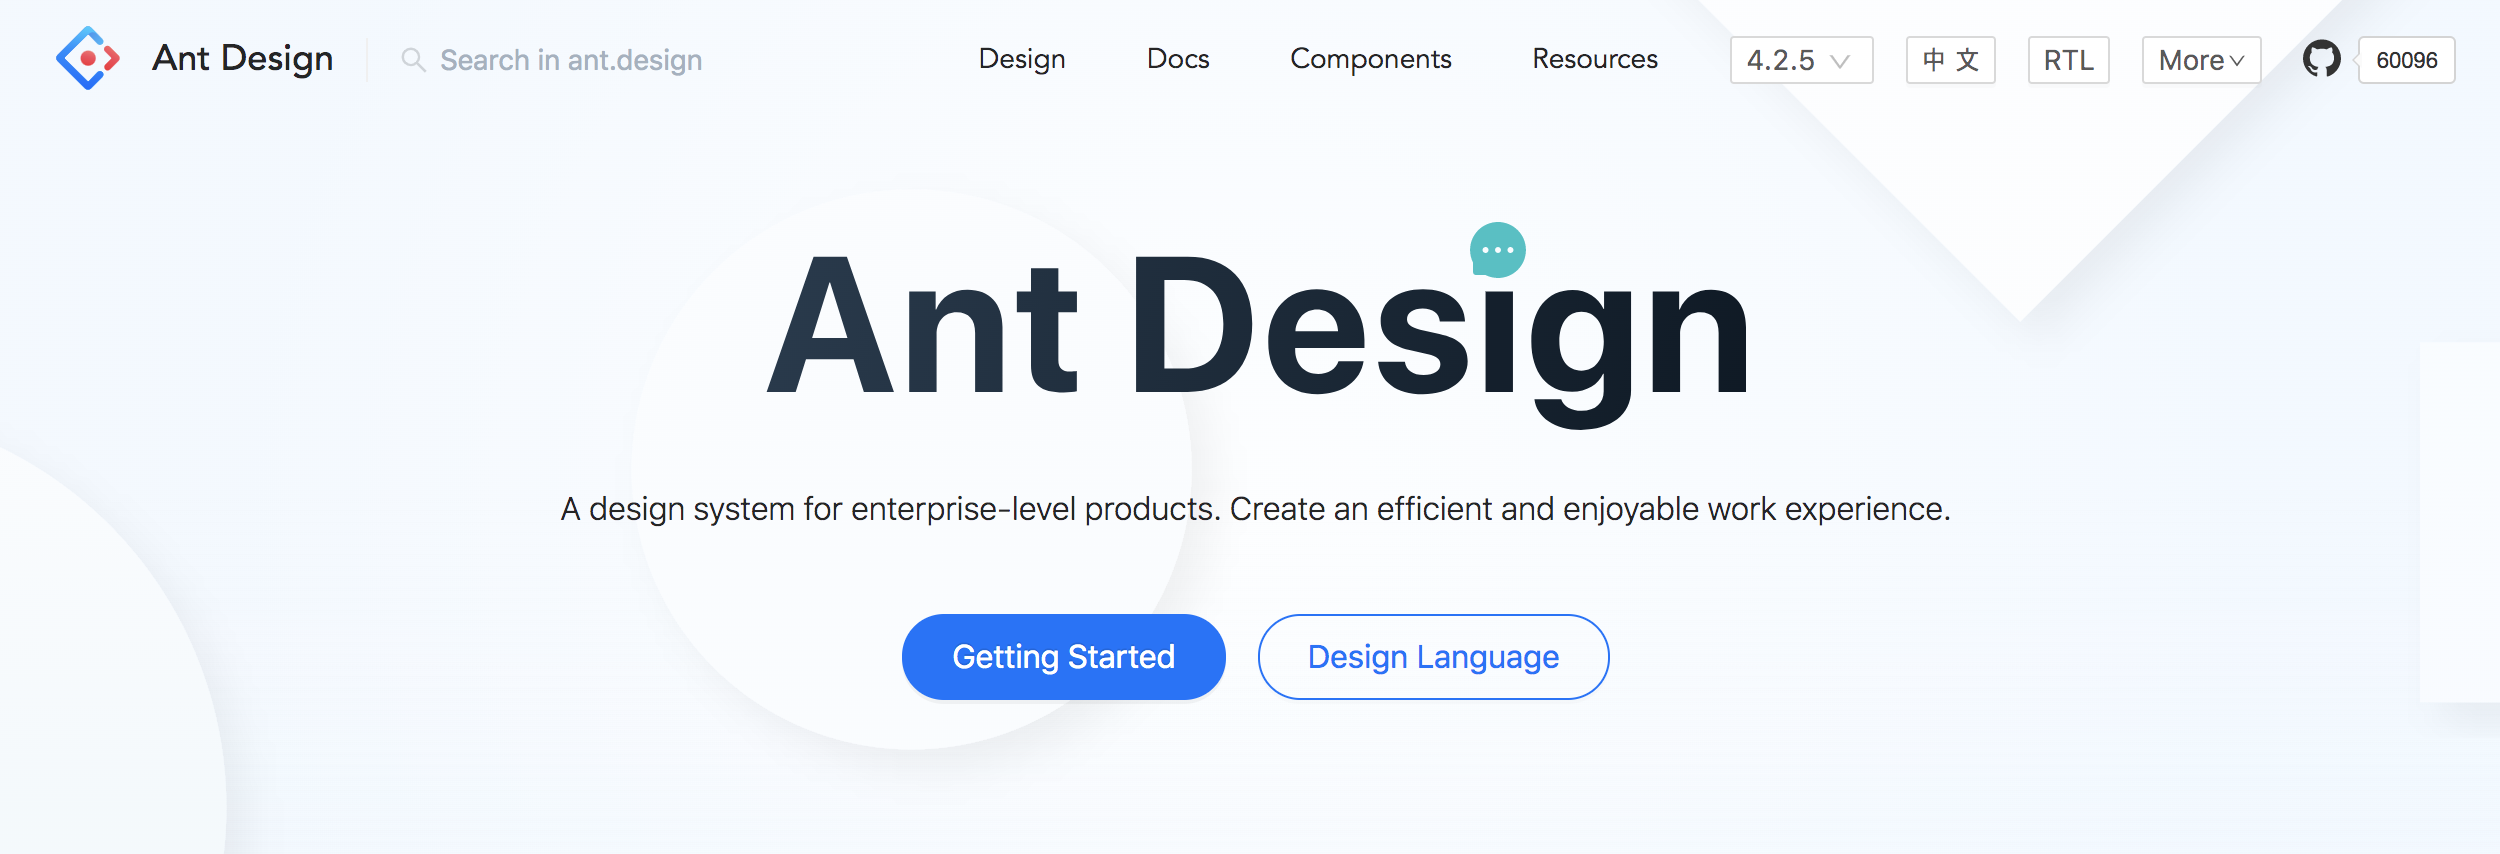 Ant Design
Search in ant.design
Design
Docs
Components
Resources
4.2.5
中 文
RTL
More
60096
Ant Design
A design system for enterprise-level products. Create an efficient and enjoyable work experience.
Getting Started
Design Language